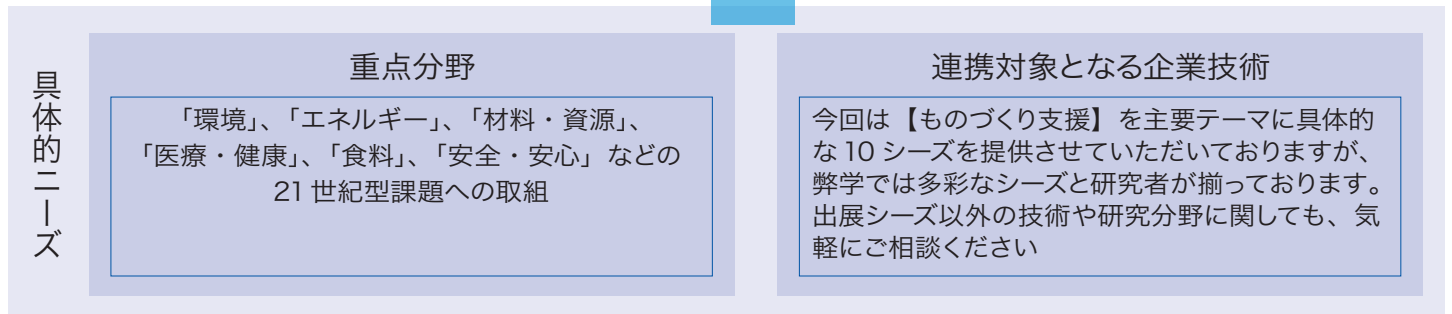 具体的ニーズ
重点分野
「環境」、「エネルギー」、「材料・資源」、
「医療・健康」、「食料」、「安全・安心」などの
21世紀型課題への取組
連携対象となる企業技術
今回は【ものづくり支援】を主要テーマに具体的
な10シーズを提供させていただいておりますが、
弊学では多彩なシーズと研究者が揃っております。
出展シーズ以外の技術や研究分野に関しても、気
軽にご相談ください